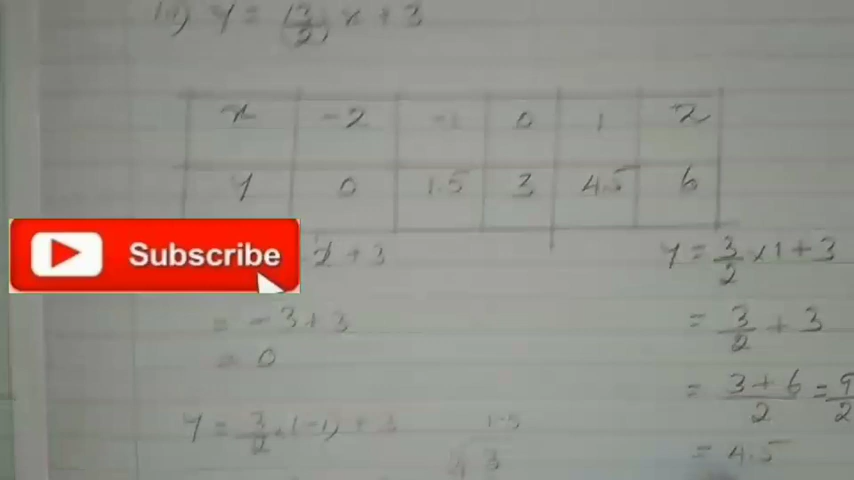 y = (3/2) x + 3
x -2 -1 0 1 2
y 0 1.5 3 4.5 6
Subscribe
x + 3
= -3 + 3
= 0
y = 3/2 x (-1) + 3
1.5
3
y = 3/2 x 1 + 3
= 3/2 + 3
= 3 + 6/2 = 9/2
= 4.5